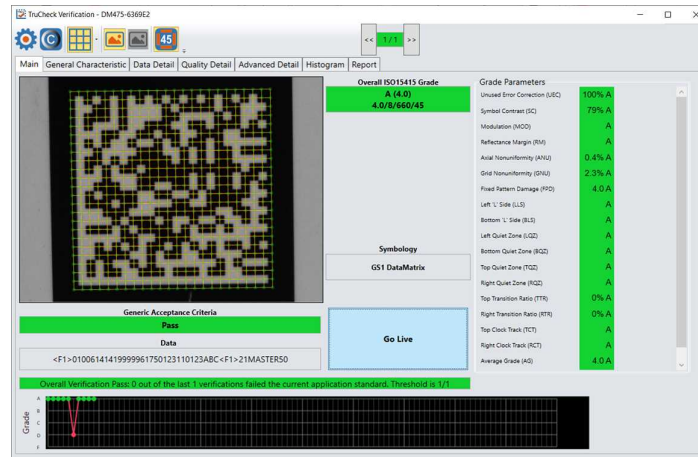 TruCheck Verification - DM475-6369E2
45
<< 1/1 >>
Main General Characteristic Data Detail Quality Detail Advanced Detail Histogram Report
Overall ISO15415 Grade
A (4.0)
4.0/8/660/45
Symbology
GS1 DataMatrix
Generic Acceptance Criteria
Pass
Data
<F1>01006141419999961750123110123ABC<F1>21MASTER50
Go Live
Grade Parameters
Unused Error Correction (UEC) 100% A
Symbol Contrast (SC) 79% A
Modulation (MOD) A
Reflectance Margin (RM) A
Axial Nonuniformity (ANU) 0.4% A
Grid Nonuniformity (GNU) 2.3% A
Fixed Pattern Damage (FPD) 4.0 A
Left 'L' Side (LLS) A
Bottom 'L' Side (BLS) A
Left Quiet Zone (LQZ) A
Bottom Quiet Zone (BQZ) A
Top Quiet Zone (TQZ) A
Right Quiet Zone (RQZ) A
Top Transition Ratio (TTR) 0% A
Right Transition Ratio (RTR) 0% A
Top Clock Track (TCT) A
Right Clock Track (RCT) A
Average Grade (AG) 4.0 A
Overall Verification Pass: 0 out of the last 1 verifications failed the current application standard. Threshold is 1/1
Grade
A
B
C
D
F